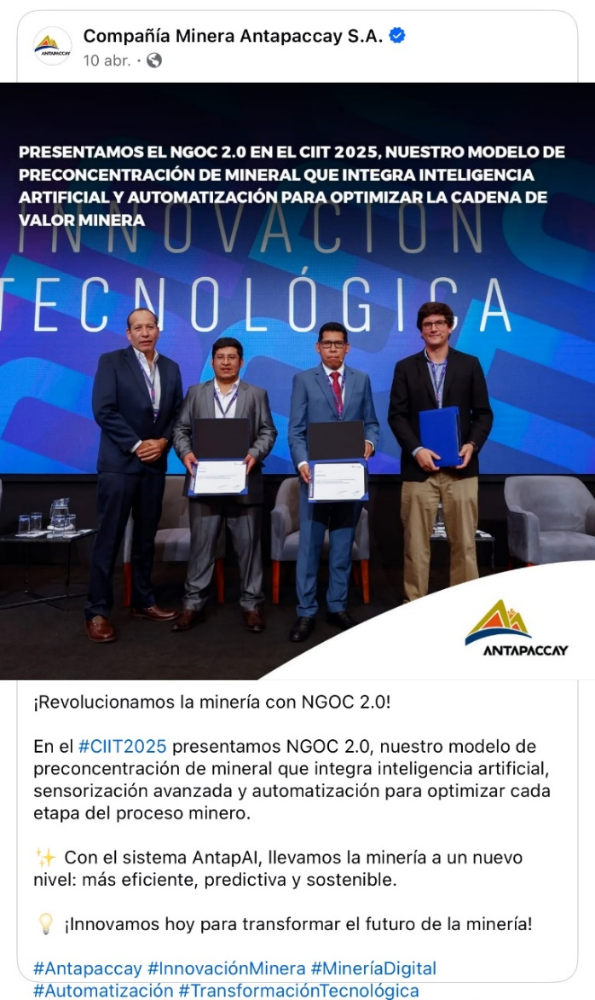 Compañía Minera Antapaccay S.A.
10 abr. ·
ANTAPACCAY
PRESENTAMOS EL NGOC 2.0 EN EL CIIT 2025, NUESTRO MODELO DE
PRECONCENTRACIÓN DE MINERAL QUE INTEGRA INTELIGENCIA
ARTIFICIAL Y AUTOMATIZACIÓN PARA OPTIMIZAR LA CADENA DE
VALOR MINERA
INNOVACIÓN
TECNOLÓGICA
ANTAPACCAY
¡Revolucionamos la minería con NGOC 2.0!
En el #CIIT2025 presentamos NGOC 2.0, nuestro modelo de
preconcentración de mineral que integra inteligencia artificial,
sensorización avanzada y automatización para optimizar cada
etapa del proceso minero.
✨ Con el sistema AntapAI, llevamos la minería a un nuevo
nivel: más eficiente, predictiva y sostenible.
💡 ¡Innovamos hoy para transformar el futuro de la minería!
#Antapaccay #InnovaciónMinera #MineríaDigital
#Automatización #TransformaciónTecnológica